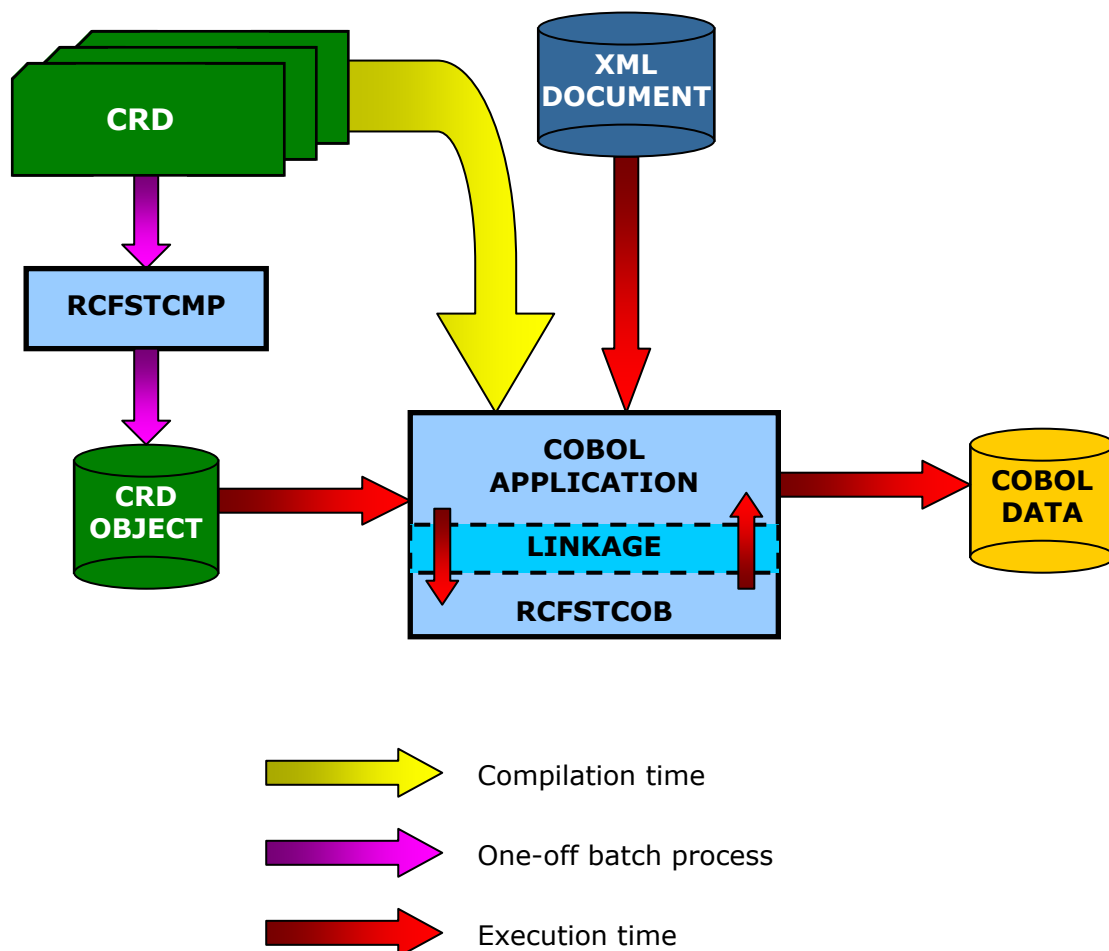 XML
DOCUMENT
CRD
RCFSTCMP
CRD
OBJECT
COBOL
APPLICATION
LINKAGE
RCFSTCOB
COBOL
DATA
Compilation time
One-off batch process
Execution time